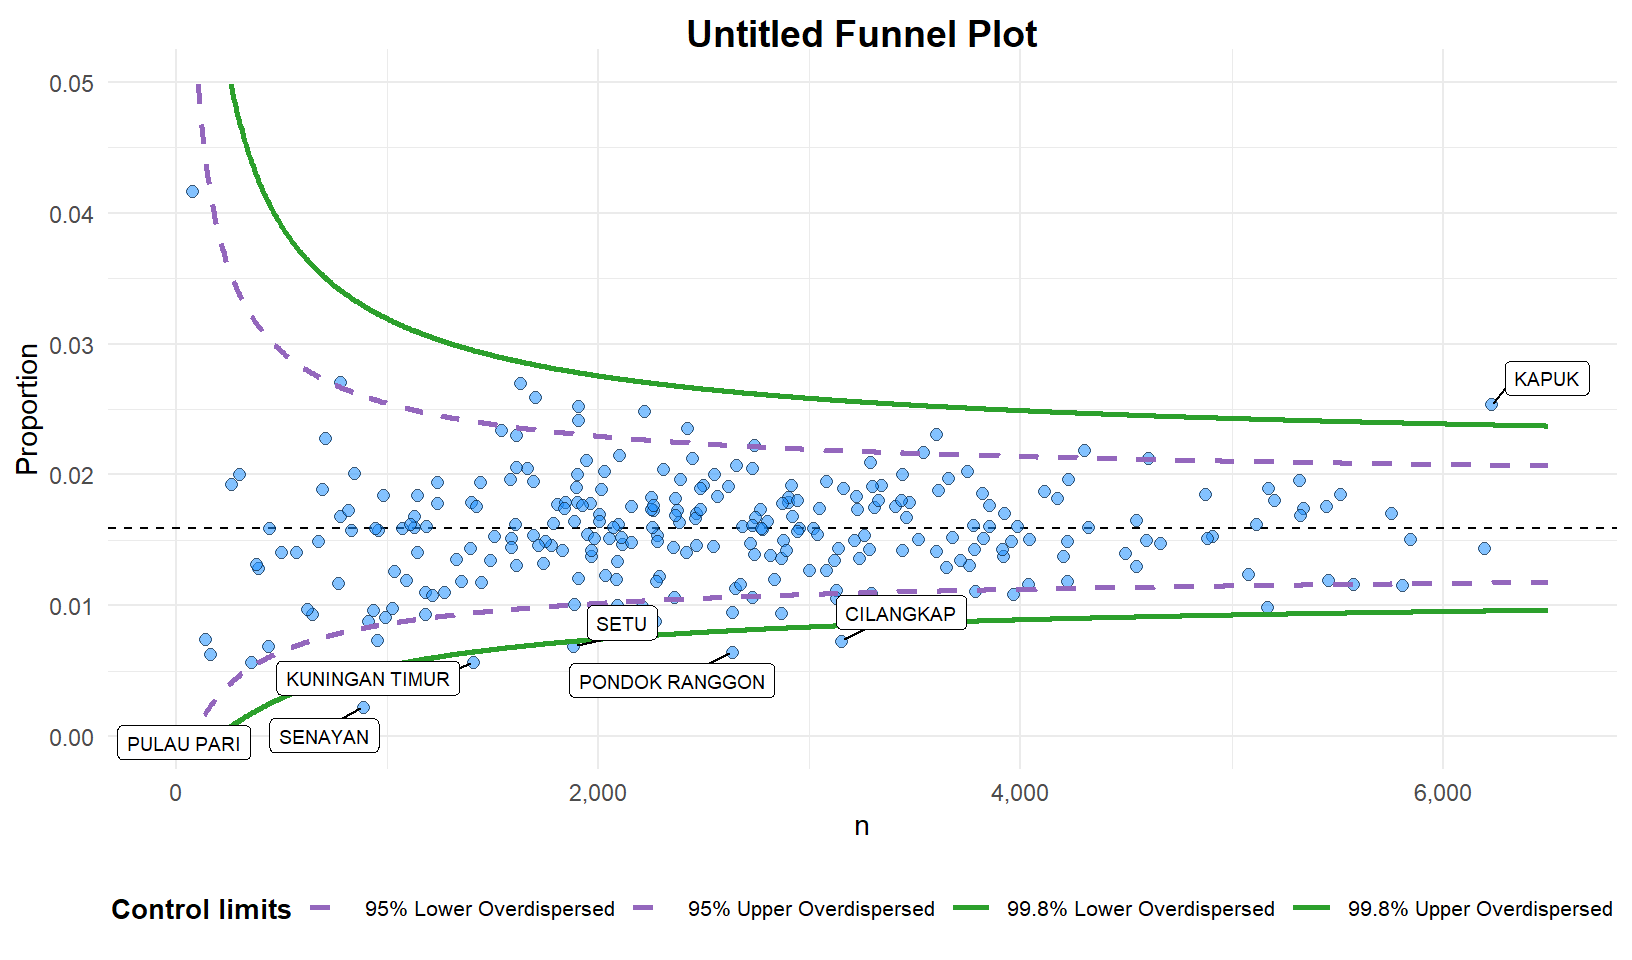 Untitled Funnel Plot
Proportion
0.05
0.04
0.03
0.02
0.01
0.00
KAPUK
CILANGKAP
SETU
KUNINGAN TIMUR
PONDOK RANGGON
SENAYAN
PULAU PARI
0 2,000 4,000 6,000
n
Control limits 95% Lower Overdispersed 95% Upper Overdispersed 99.8% Lower Overdispersed 99.8% Upper Overdispersed